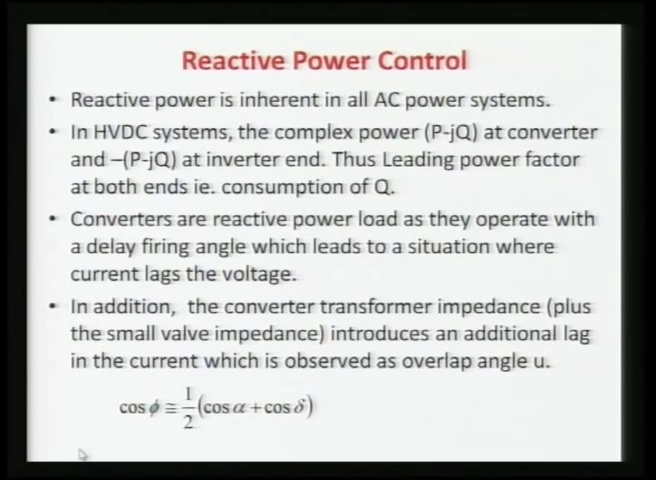 Reactive Power Control
• Reactive power is inherent in all AC power systems.
• In HVDC systems, the complex power (P-jQ) at converter
and –(P-jQ) at inverter end. Thus Leading power factor
at both ends ie. consumption of Q.
• Converters are reactive power load as they operate with
a delay firing angle which leads to a situation where
current lags the voltage.
• In addition, the converter transformer impedance (plus
the small valve impedance) introduces an additional lag
in the current which is observed as overlap angle u.
cos ϕ ≅ 1/2 (cos α + cos δ)